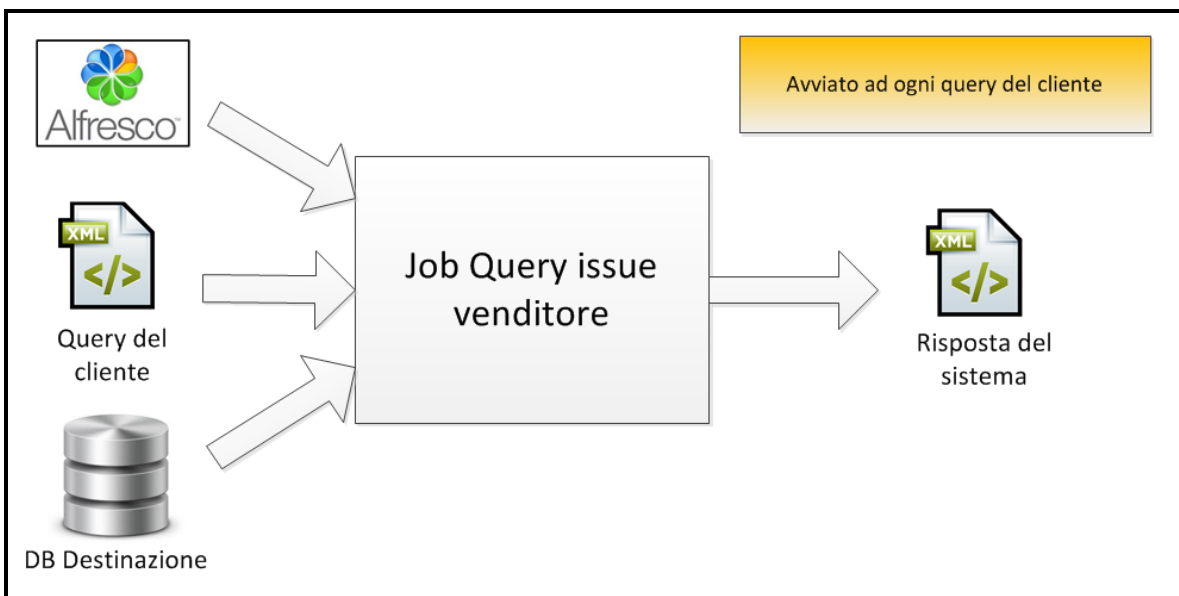 Alfresco™
Avviato ad ogni query del cliente
XML
</>
Query del
cliente
Job Query issue
venditore
XML
</>
Risposta del
sistema
DB Destinazione